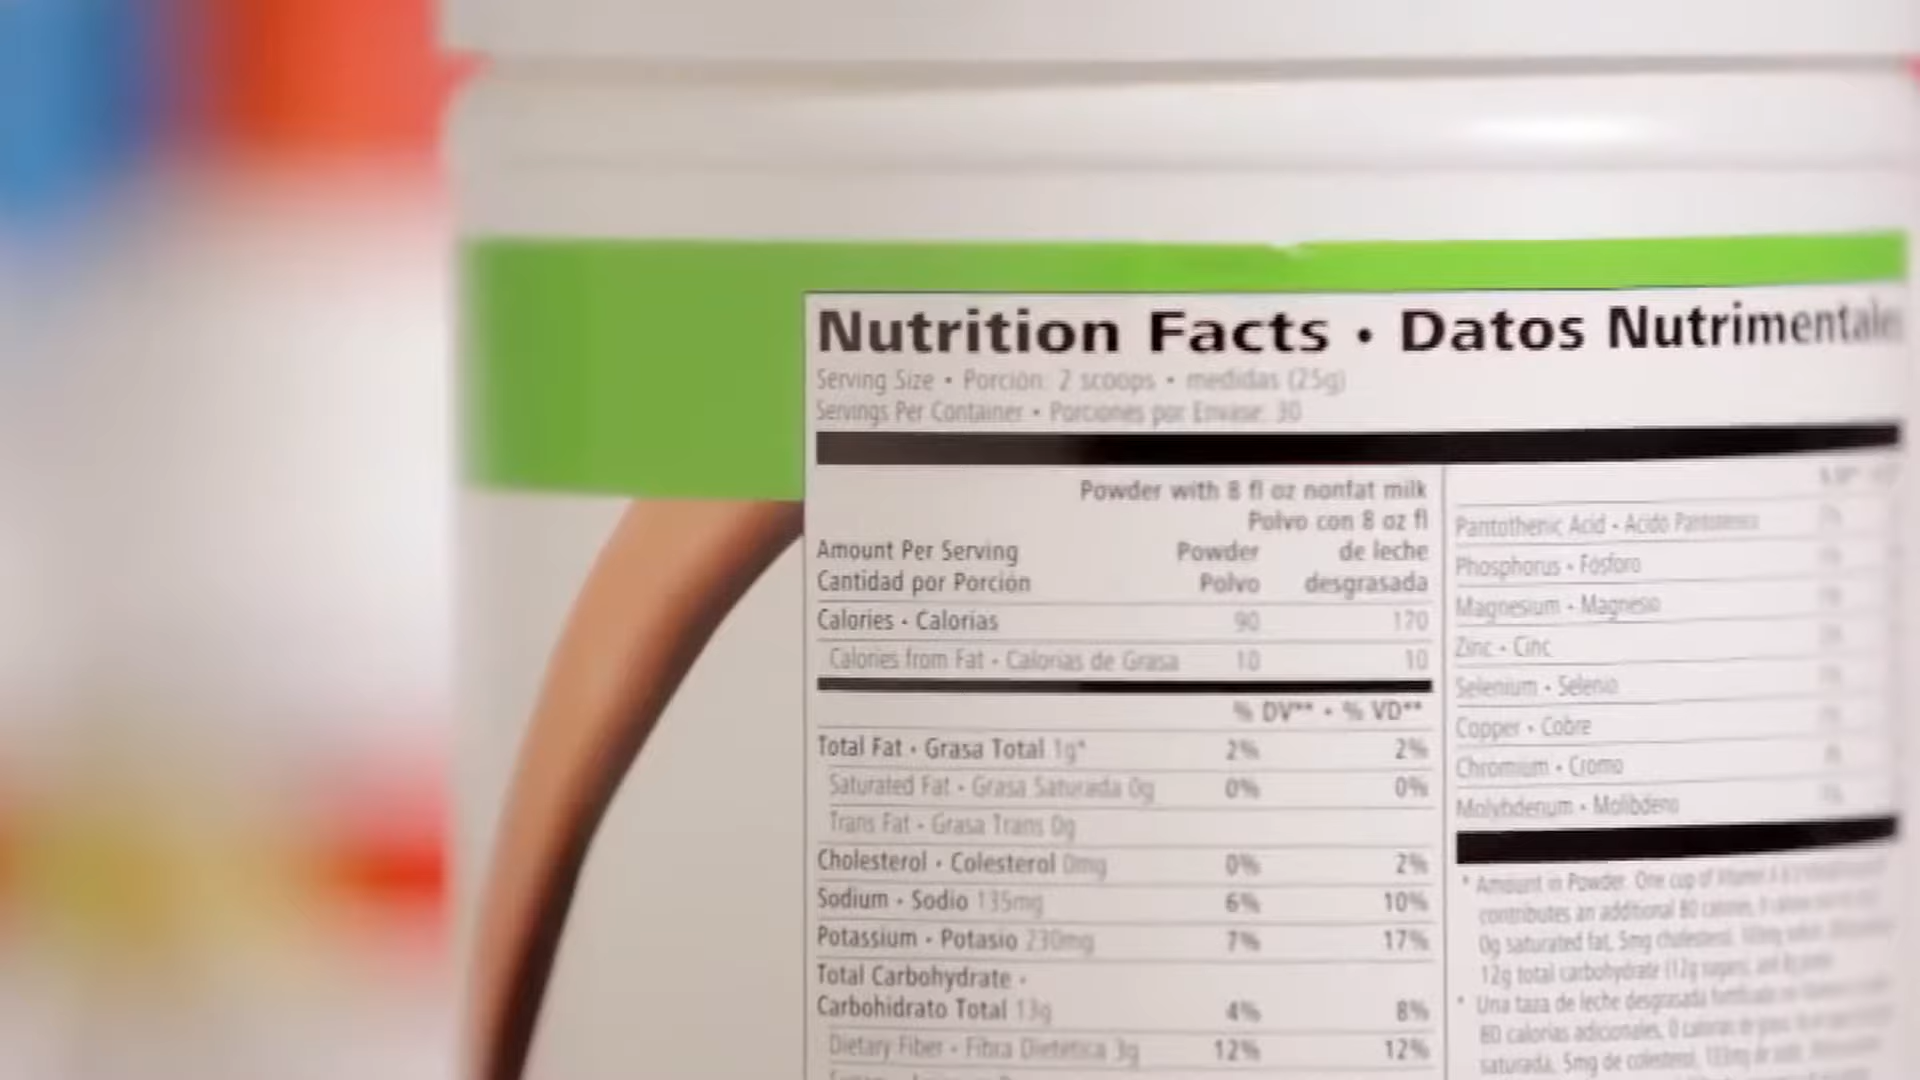 Nutrition Facts • Datos Nutrimentale
Serving Size • Porción: 2 scoops • medidas (25g)
Servings Per Container • Porciones por Envase: 30
Powder with 8 fl oz nonfat milk
Polvo con 8 oz fl
Amount Per Serving Powder de leche
Cantidad por Porción Polvo desgrasada
Calories • Calorías 90 170
Calories from Fat • Calorías de Grasa 10 10
% DV** • % VD**
Total Fat • Grasa Total 1g* 2% 2%
Saturated Fat • Grasa Saturada 0g 0% 0%
Trans Fat • Grasa Trans 0g
Cholesterol • Colesterol 0mg 0% 2%
Sodium • Sodio 135mg 6% 10%
Potassium • Potasio 230mg 7% 17%
Total Carbohydrate •
Carbohidrato Total 13g 4% 8%
Dietary Fiber • Fibra Dietética 3g 12% 12%
Pantothenic Acid • Acido
Phosphorus • Fósforo
Magnesium • Magnesio
Zinc • Cinc
Selenium • Selenio
Copper • Cobre
Chromium • Cromo
Molybdenum • Molibdeno
* Amount in Powder. One cup of
contributes an additional 80 calories,
0g saturated fat, 5mg cholesterol,
12g total carbohydrate (12g sugars)
* Una taza de leche desgrasada
80 calorías adicionales, 0 calorías
saturada, 5mg de colesterol,